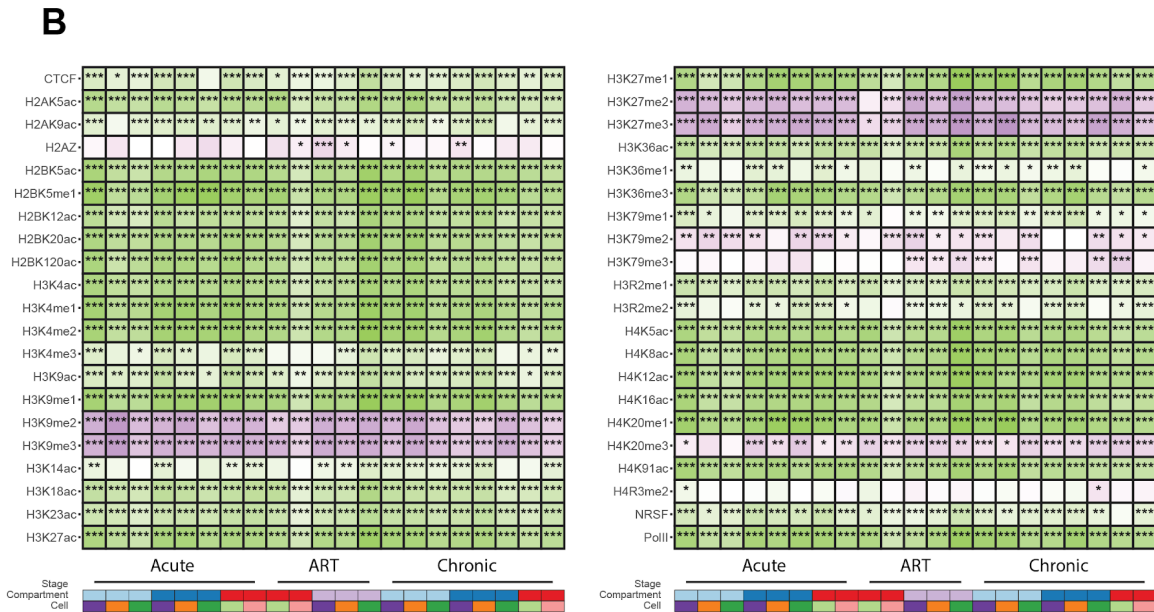 B
CTCF
H2AK5ac
H2AK9ac
H2AZ
H2BK5ac
H2BK5me1
H2BK12ac
H2BK20ac
H2BK120ac
H3K4ac
H3K4me1
H3K4me2
H3K4me3
H3K9ac
H3K9me1
H3K9me2
H3K9me3
H3K14ac
H3K18ac
H3K23ac
H3K27ac
Acute ART Chronic
Stage
Compartment
Cell
H3K27me1
H3K27me2
H3K27me3
H3K36ac
H3K36me1
H3K36me3
H3K79me1
H3K79me2
H3K79me3
H3R2me1
H3R2me2
H4K5ac
H4K8ac
H4K12ac
H4K16ac
H4K20me1
H4K20me3
H4K91ac
H4R3me2
NRSF
PolII
Acute ART Chronic
Stage
Compartment
Cell